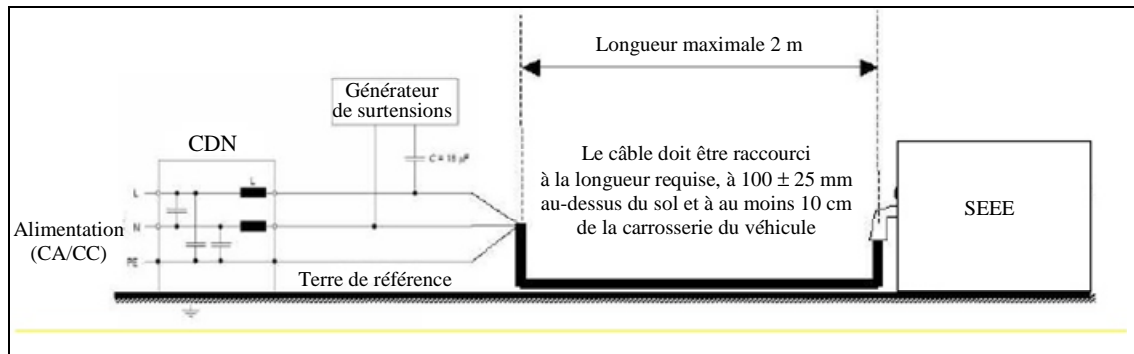 Longueur maximale 2 m
Générateur
de surtensions
CDN
C = 18 µF
L
L
N
PE
Alimentation
(CA/CC)
Terre de référence
Le câble doit être raccourci
à la longueur requise, à 100 ± 25 mm
au-dessus du sol et à au moins 10 cm
de la carrosserie du véhicule
SEEE